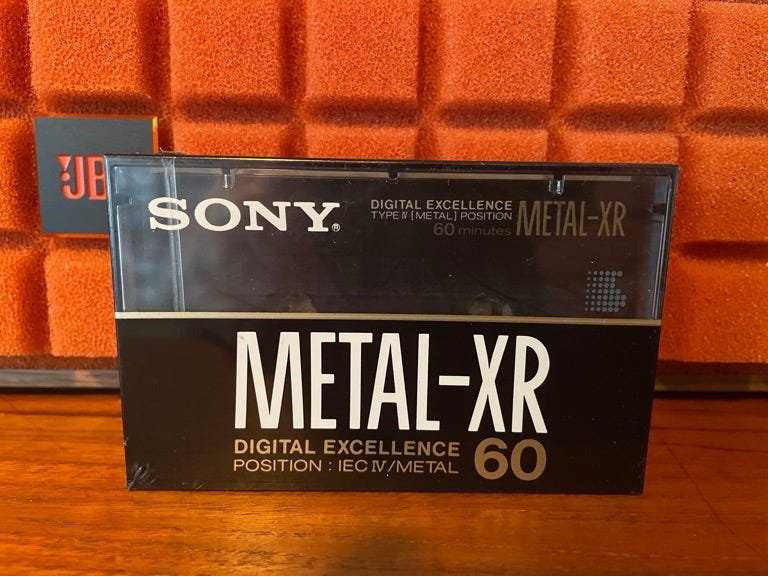 JB
SONY®
DIGITAL EXCELLENCE
TYPE IV [METAL] POSITION
60 minutes
METAL-XR
METAL-XR
DIGITAL EXCELLENCE
POSITION : IEC IV/METAL
60